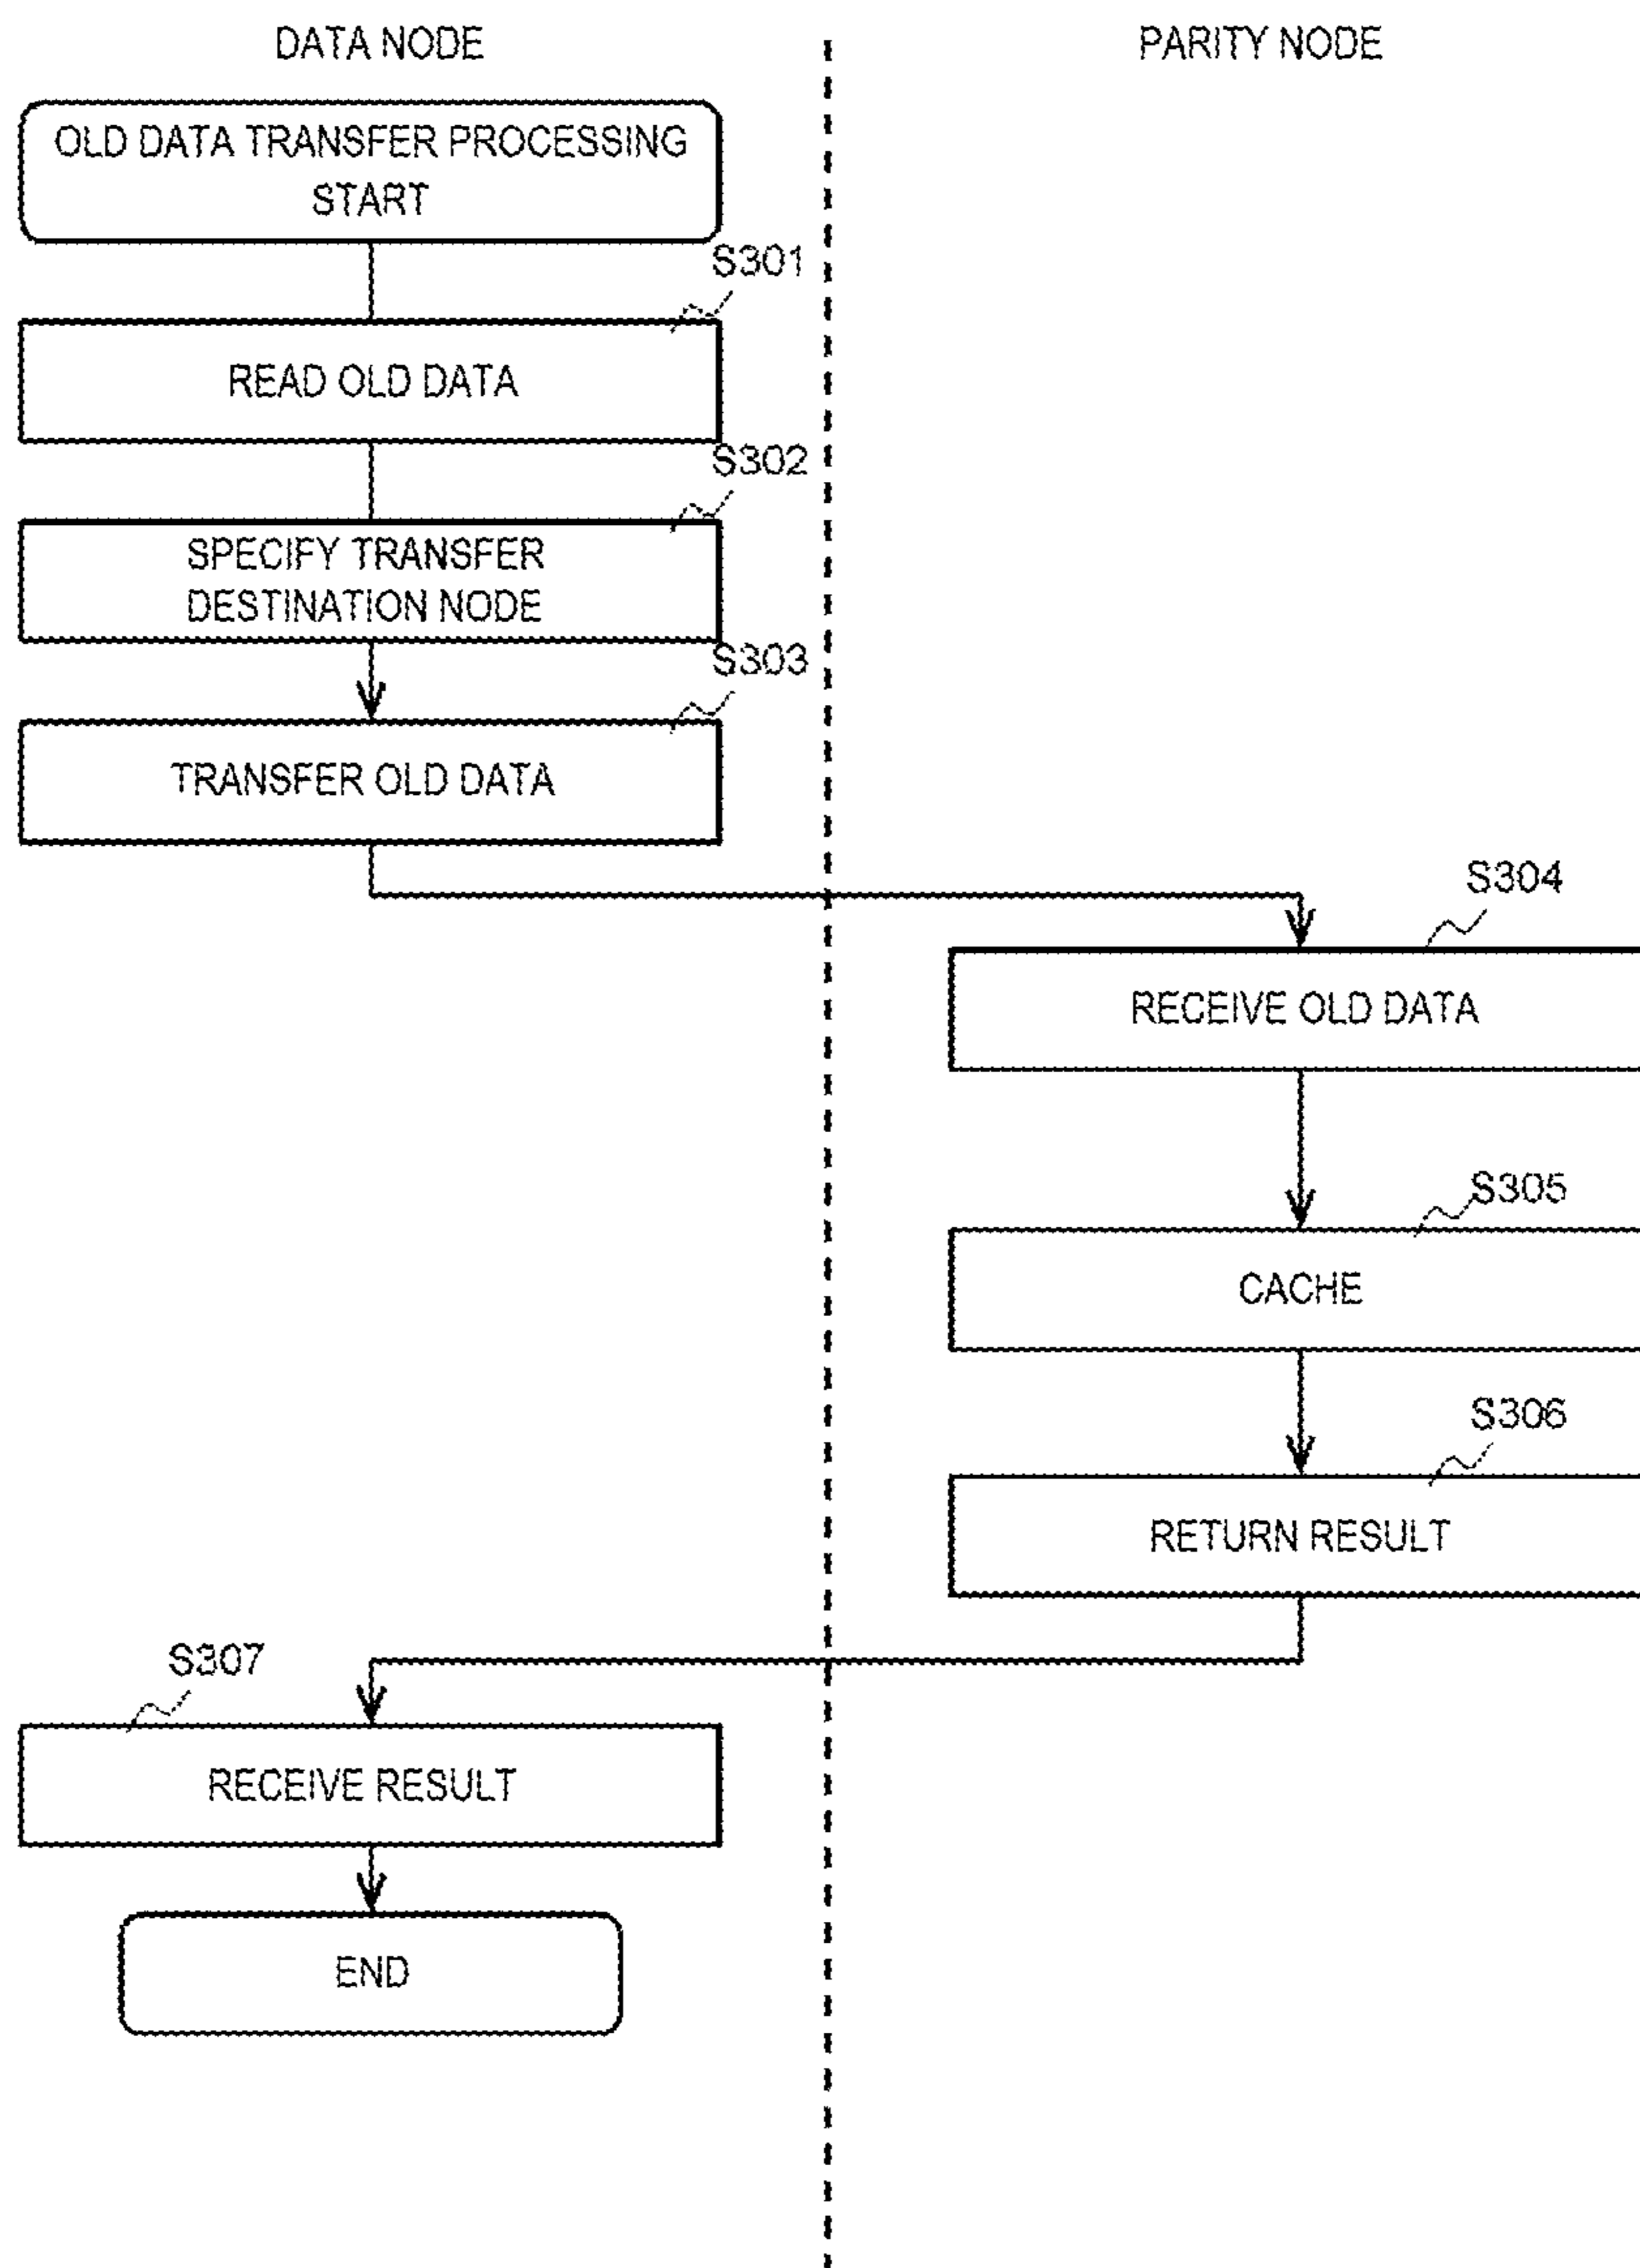 DATA NODE
PARITY NODE
OLD DATA TRANSFER PROCESSING
START
S301
READ OLD DATA
S302
SPECIFY TRANSFER
DESTINATION NODE
S303
TRANSFER OLD DATA
S304
RECEIVE OLD DATA
S305
CACHE
S306
RETURN RESULT
S307
RECEIVE RESULT
END